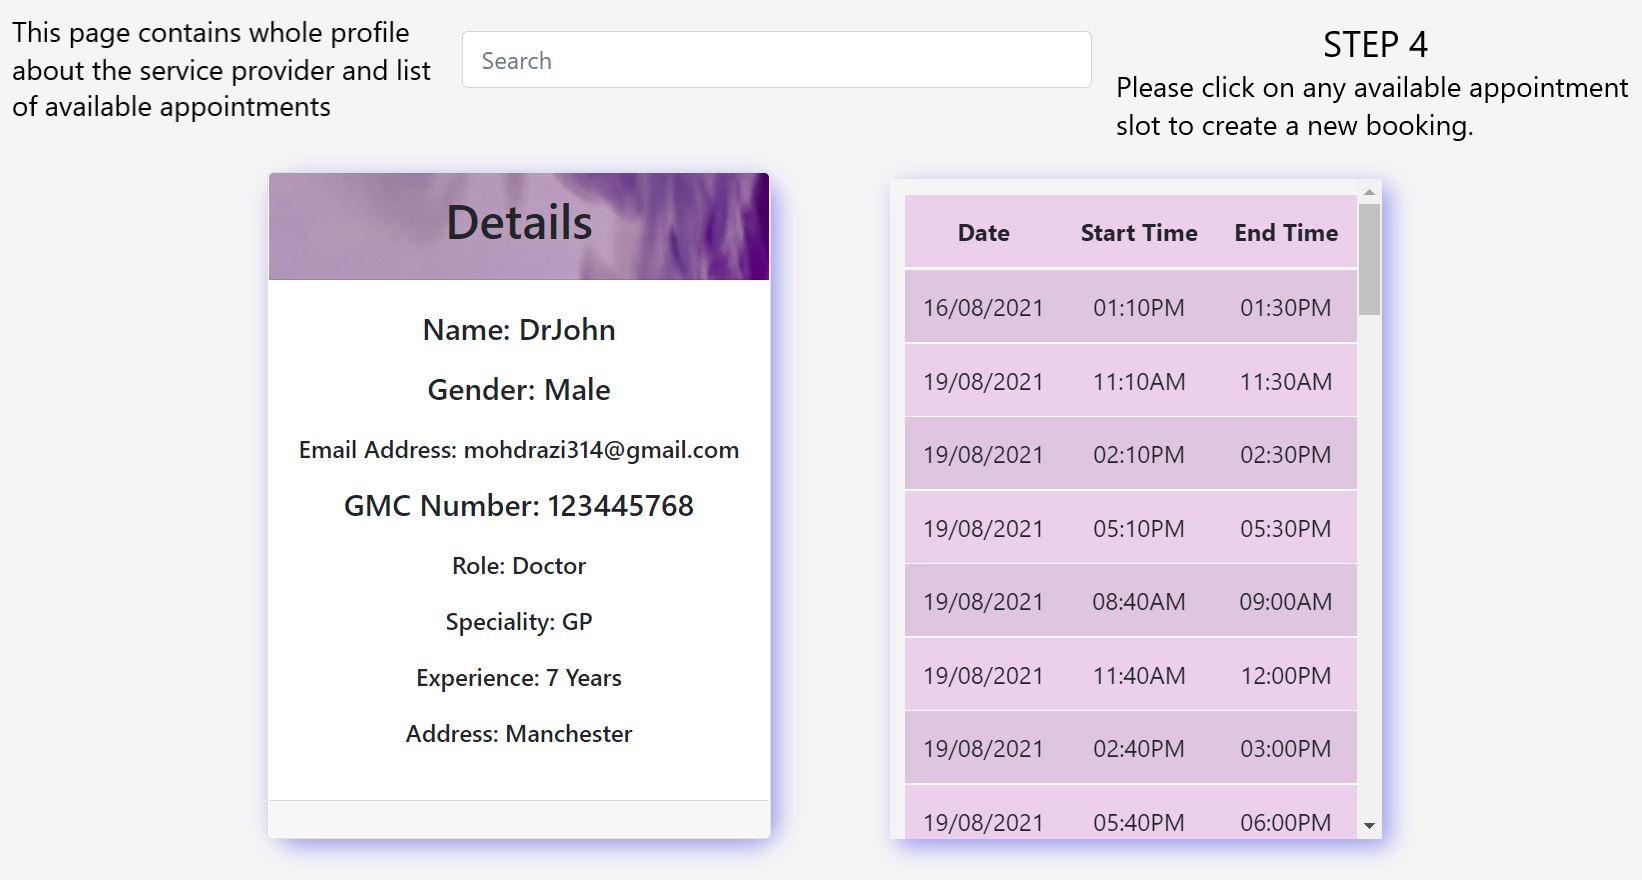 This page contains whole profile
about the service provider and list
of available appointments
Search
STEP 4
Please click on any available appointment
slot to create a new booking.
Details
Name: DrJohn
Gender: Male
Email Address: mohdrazi314@gmail.com
GMC Number: 123445768
Role: Doctor
Speciality: GP
Experience: 7 Years
Address: Manchester
Date Start Time End Time
16/08/2021 01:10PM 01:30PM
19/08/2021 11:10AM 11:30AM
19/08/2021 02:10PM 02:30PM
19/08/2021 05:10PM 05:30PM
19/08/2021 08:40AM 09:00AM
19/08/2021 11:40AM 12:00PM
19/08/2021 02:40PM 03:00PM
19/08/2021 05:40PM 06:00PM